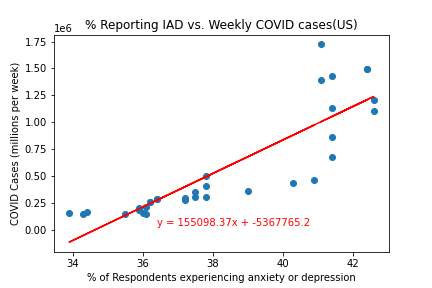 % Reporting IAD vs. Weekly COVID cases(US)
1e6
1.75
1.50
1.25
1.00
0.75
0.50
0.25
0.00
COVID Cases (millions per week)
y = 155098.37x + -5367765.2
34 36 38 40 42
% of Respondents experiencing anxiety or depression